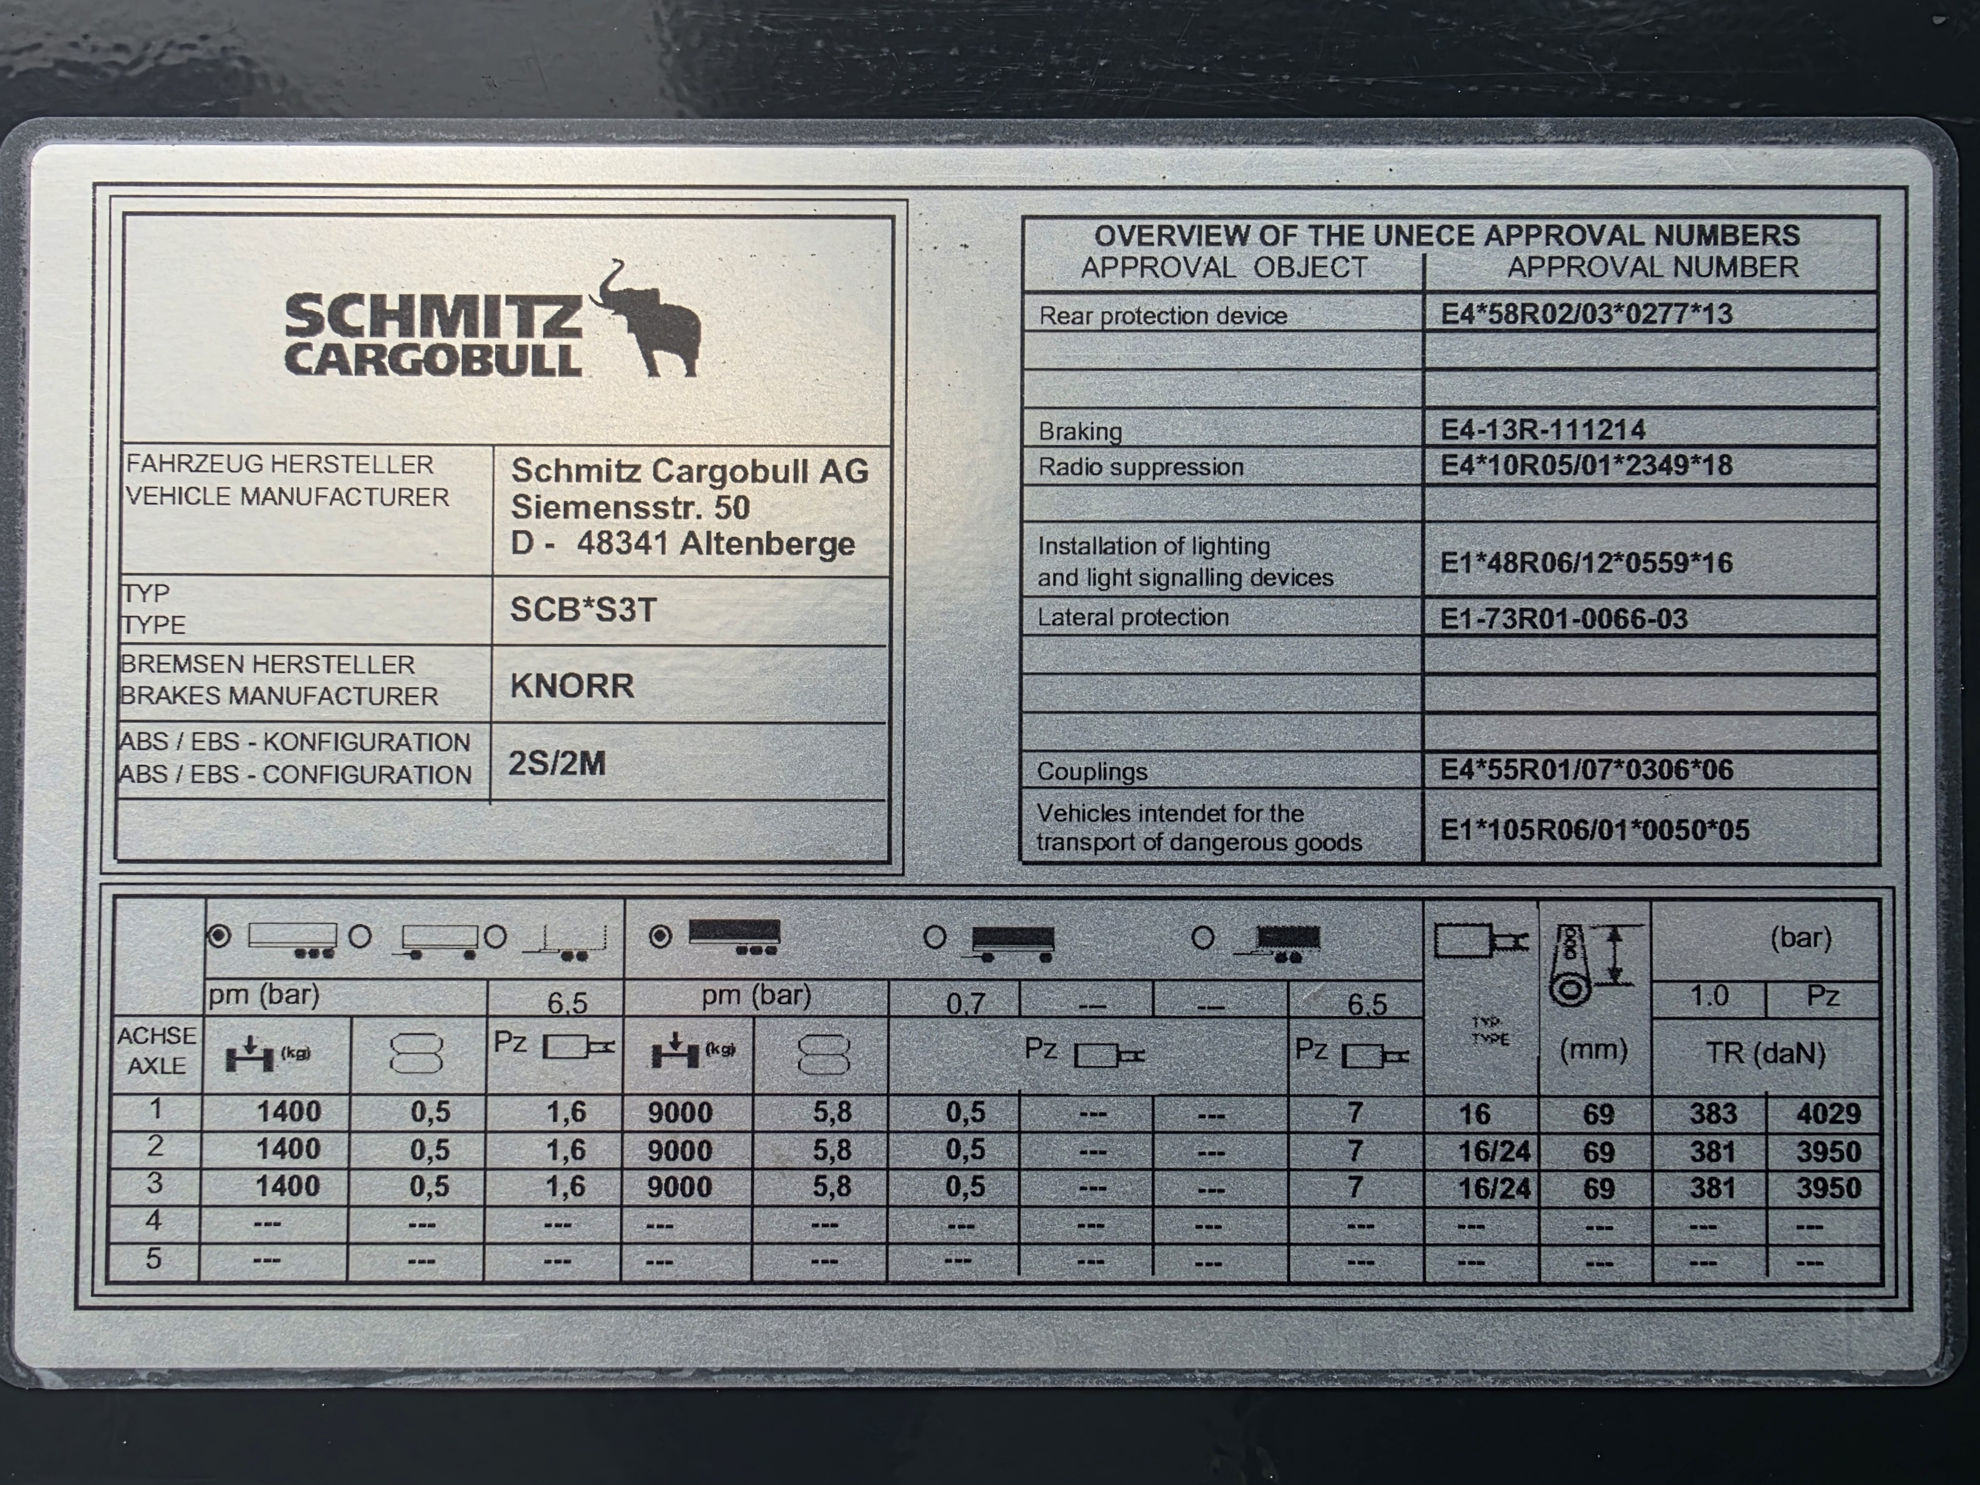 SCHMITZ
CARGOBULL
FAHRZEUG HERSTELLER
VEHICLE MANUFACTURER
Schmitz Cargobull AG
Siemensstr. 50
D - 48341 Altenberge
TYP
TYPE
SCB*S3T
BREMSEN HERSTELLER
BRAKES MANUFACTURER
KNORR
ABS / EBS - KONFIGURATION
ABS / EBS - CONFIGURATION
2S/2M
OVERVIEW OF THE UNECE APPROVAL NUMBERS
APPROVAL OBJECT APPROVAL NUMBER
Rear protection device E4*58R02/03*0277*13
Braking E4-13R-111214
Radio suppression E4*10R05/01*2349*18
Installation of lighting
and light signalling devices E1*48R06/12*0559*16
Lateral protection E1-73R01-0066-03
Couplings E4*55R01/07*0306*06
Vehicles intendet for the
transport of dangerous goods E1*105R06/01*0050*05
(bar)
pm (bar) 6,5 pm (bar) 0,7 --- --- 6,5 1.0 Pz
ACHSE
AXLE
(kg) Pz (kg) Pz Pz
TYP
TYPE
(mm) TR (daN)
1 1400 0,5 1,6 9000 5,8 0,5 --- --- 7 16 69 383 4029
2 1400 0,5 1,6 9000 5,8 0,5 --- --- 7 16/24 69 381 3950
3 1400 0,5 1,6 9000 5,8 0,5 --- --- 7 16/24 69 381 3950
4 --- --- --- --- --- --- --- --- --- --- --- --- ---
5 --- --- --- --- --- --- --- --- --- --- --- --- ---